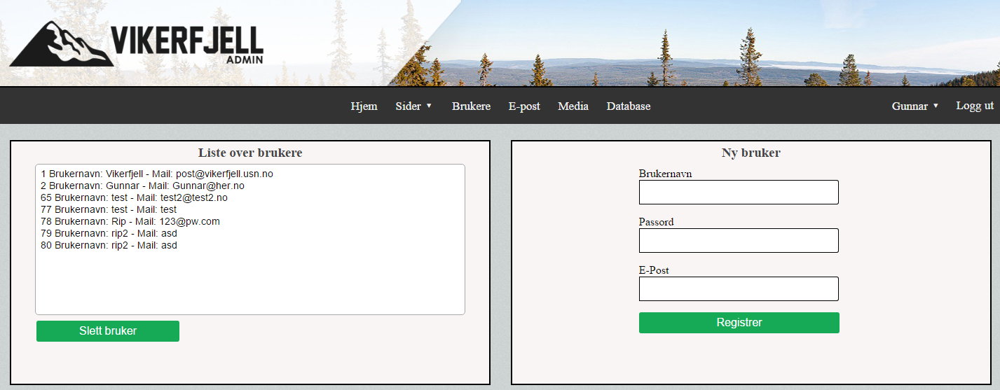 VIKERFJELL
ADMIN
Hjem Sider ▼ Brukere E-post Media Database Gunnar ▼ Logg ut
Liste over brukere
1 Brukernavn: Vikerfjell - Mail: post@vikerfjell.usn.no
2 Brukernavn: Gunnar - Mail: Gunnar@her.no
65 Brukernavn: test - Mail: test2@test2.no
77 Brukernavn: test - Mail: test
78 Brukernavn: Rip - Mail: 123@pw.com
79 Brukernavn: rip2 - Mail: asd
80 Brukernavn: rip2 - Mail: asd
Slett bruker
Ny bruker
Brukernavn
Passord
E-Post
Registrer